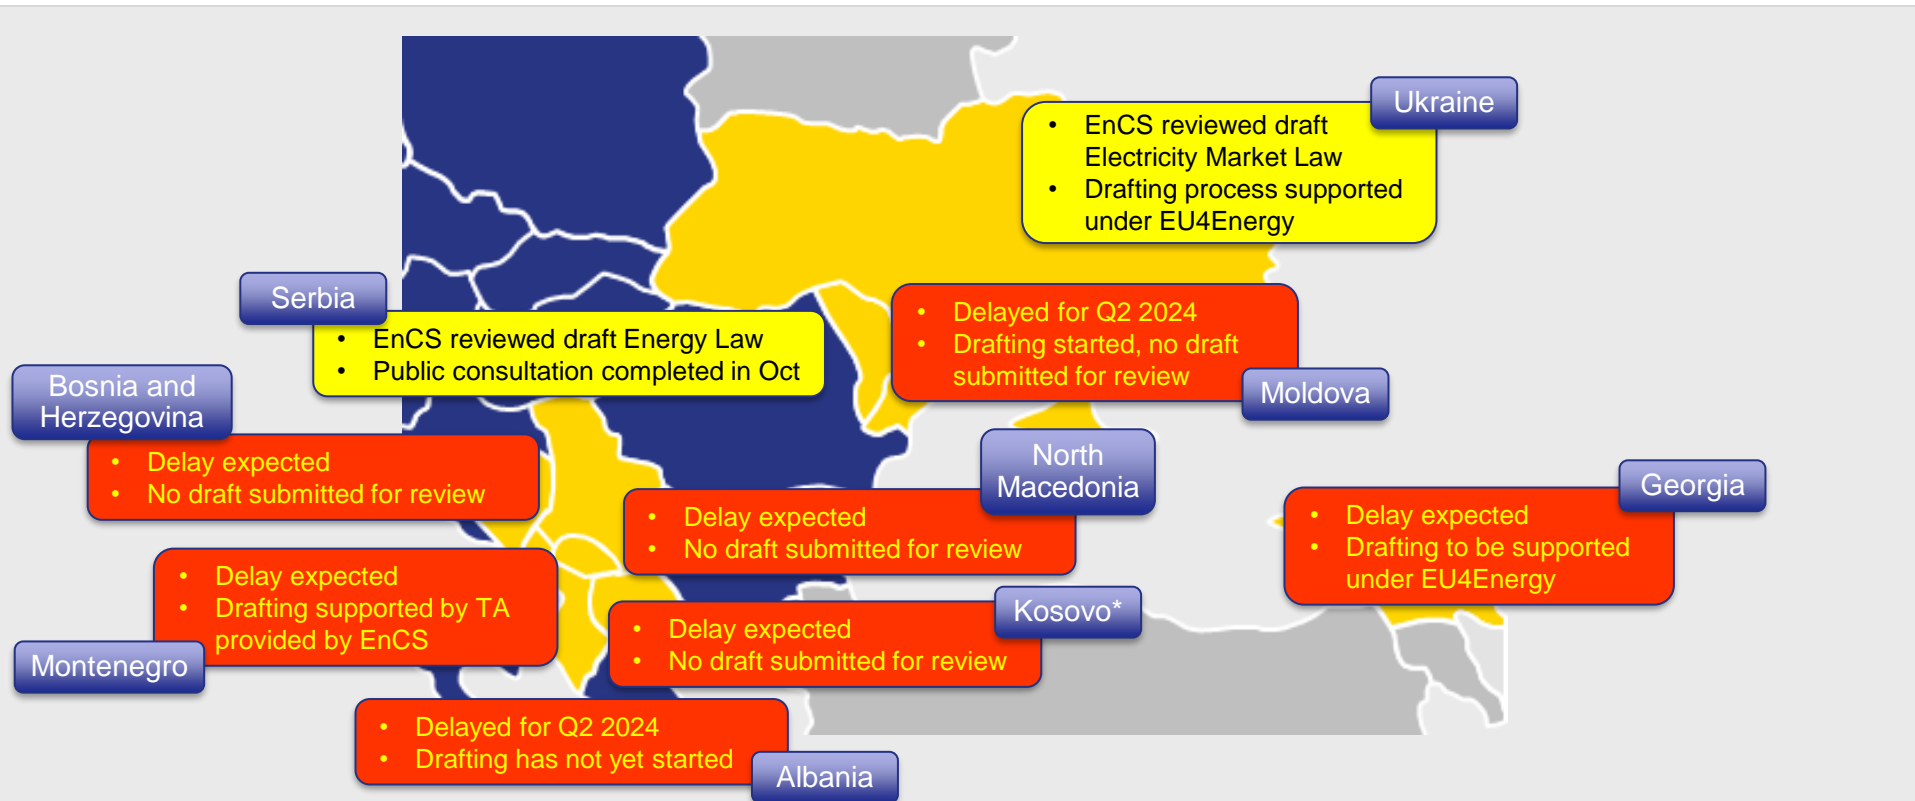 Ukraine
• EnCS reviewed draft
Electricity Market Law
• Drafting process supported
under EU4Energy
Serbia
• EnCS reviewed draft Energy Law
• Public consultation completed in Oct
• Delayed for Q2 2024
• Drafting started, no draft
submitted for review
Moldova
Bosnia and
Herzegovina
• Delay expected
• No draft submitted for review
North
Macedonia
• Delay expected
• No draft submitted for review
Georgia
• Delay expected
• Drafting to be supported
under EU4Energy
• Delay expected
• Drafting supported by TA
provided by EnCS
Montenegro
Kosovo*
• Delay expected
• No draft submitted for review
• Delayed for Q2 2024
• Drafting has not yet started
Albania